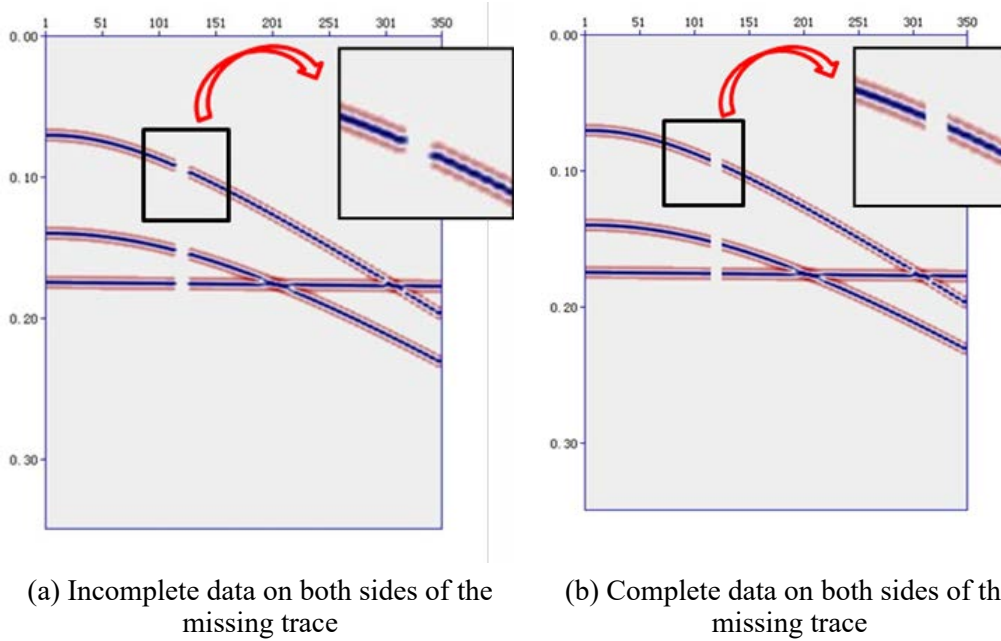 1 51 101 151 201 251 301 350
0.00
0.10
0.20
0.30
1 51 101 151 201 251 301 350
0.00
0.10
0.20
0.30
(a) Incomplete data on both sides of the
missing trace
(b) Complete data on both sides of th
missing trace